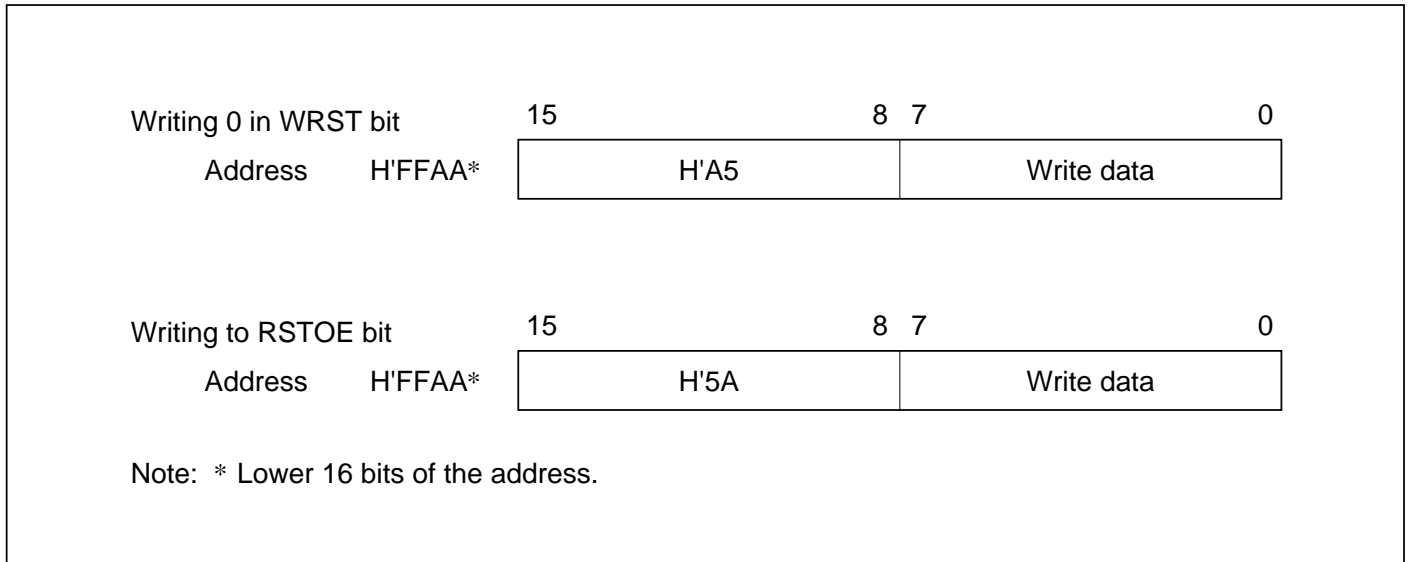 Writing 0 in WRST bit 15 8 7 0
Address H'FFAA* H'A5 Write data
Writing to RSTOE bit 15 8 7 0
Address H'FFAA* H'5A Write data
Note: * Lower 16 bits of the address.